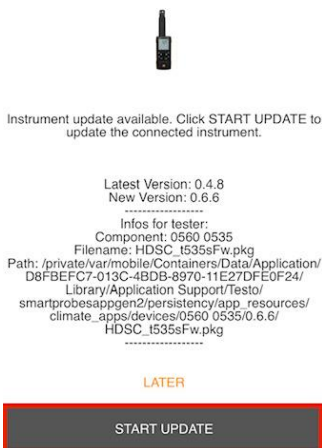 Instrument update available. Click START UPDATE to
update the connected instrument.
Latest Version: 0.4.8
New Version: 0.6.6
------------------
Infos for tester:
Component: 0560 0535
Filename: HDSC_t535sFw.pkg
Path: /private/var/mobile/Containers/Data/Application/
D8FBEFC7-013C-4BDB-8970-11E27DFE0F24/
Library/Application Support/Testo/
smartprobesappgen2/persistency/app_resources/
climate_apps/devices/0560 0535/0.6.6/
HDSC_t535sFw.pkg
------------------
LATER
START UPDATE